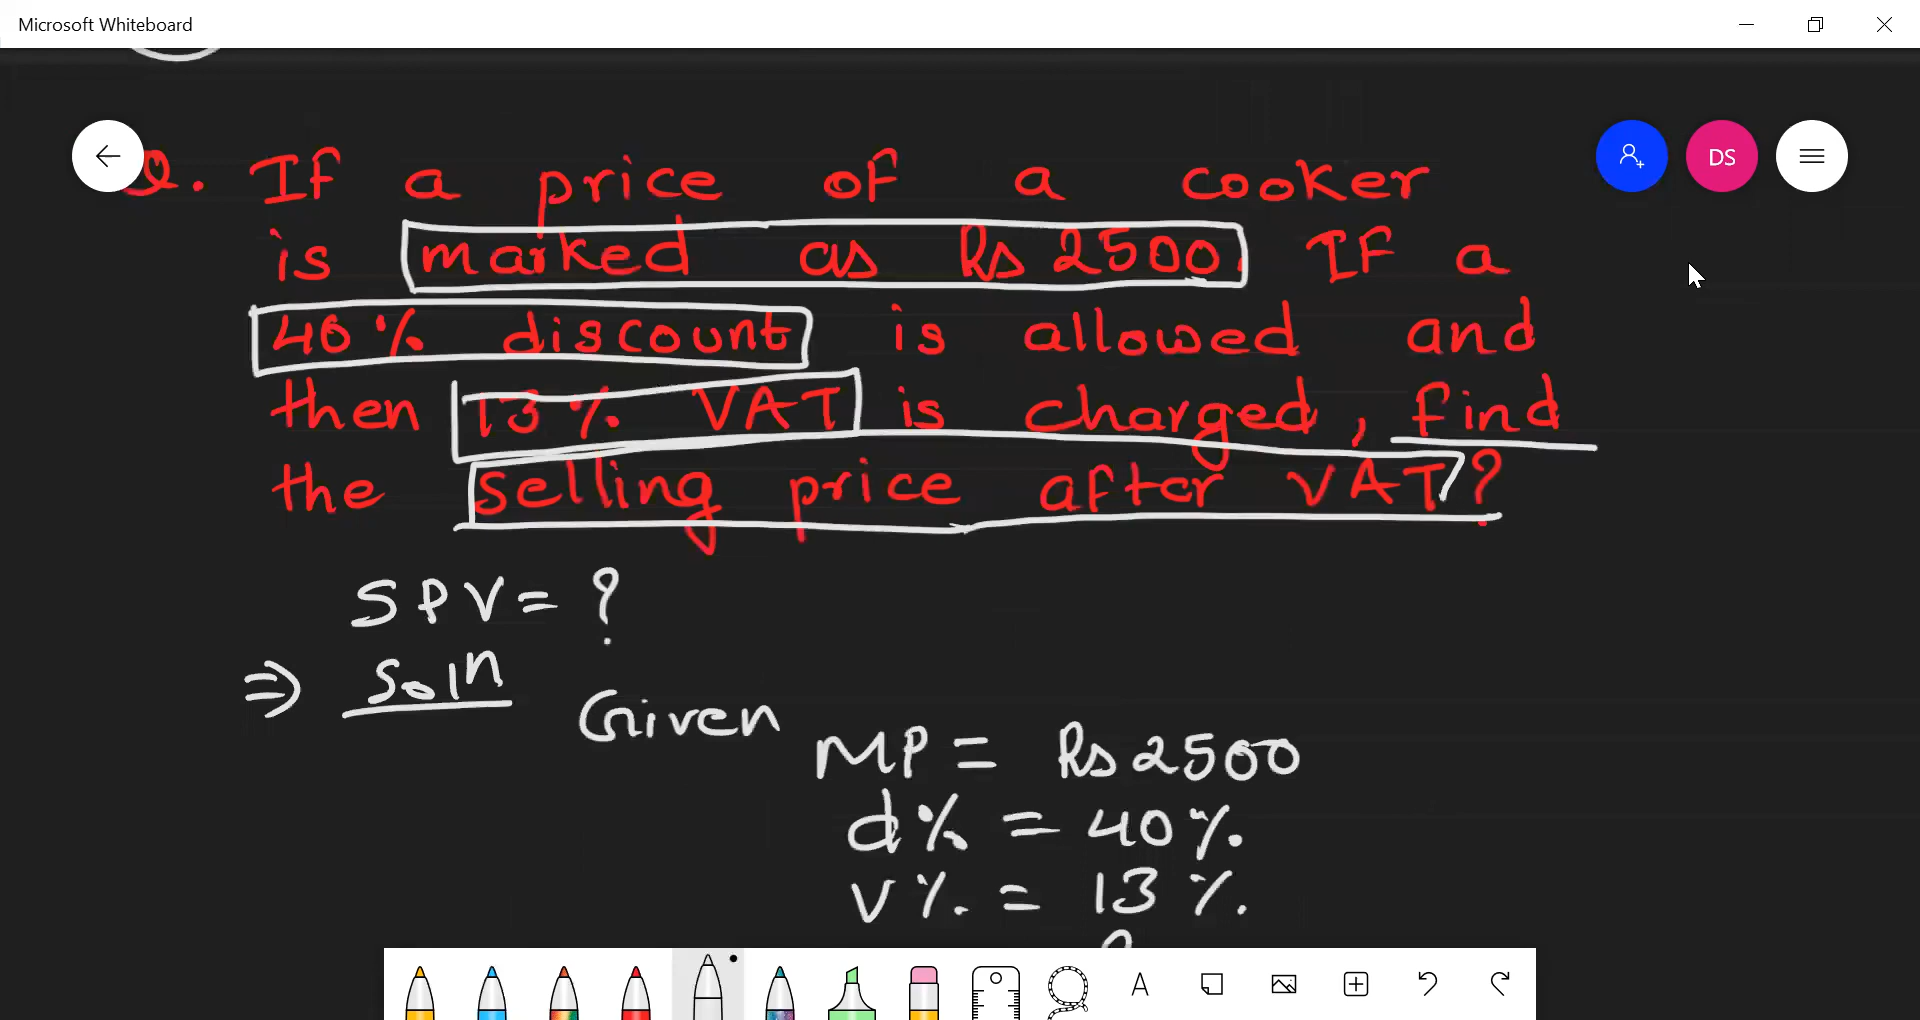 Microsoft Whiteboard
Q. If a price of a cooker
is marked as Rs 2500. If a
40% discount is allowed and
then 13% VAT is charged, find
the selling price after VAT?
DS
SPV = ?
⇒ Soln
Given
MP = Rs 2500
d% = 40%.
V%. = 13%.
A